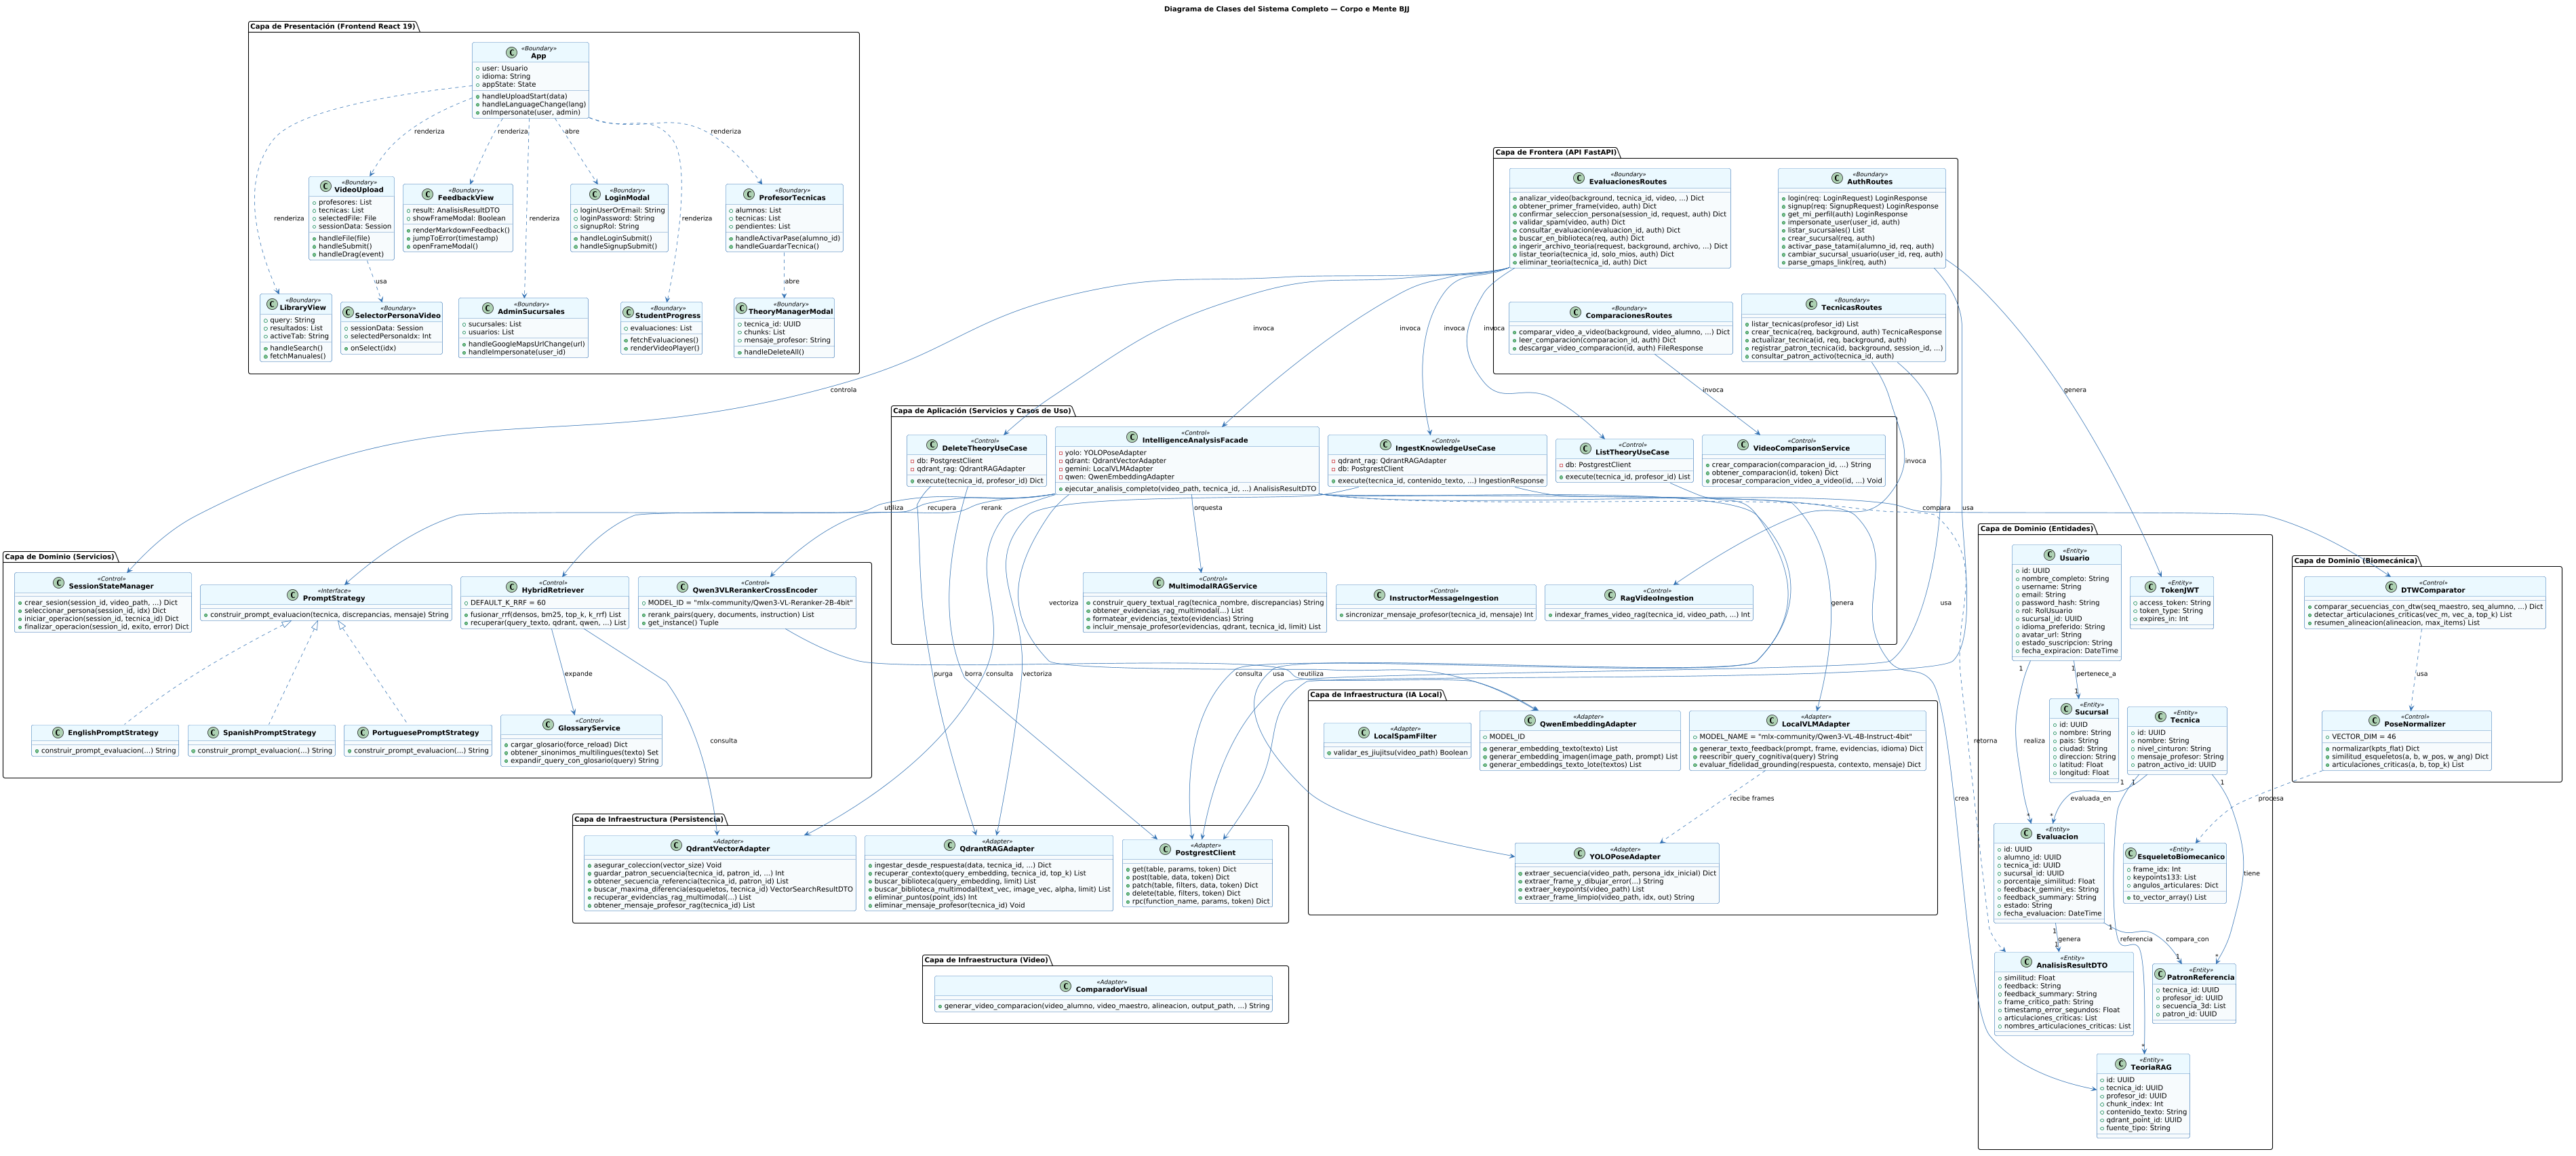 Diagrama de Clases del Sistema Completo — Corpo e Mente BJJ
Capa de Presentación (Frontend React 19)
«Boundary»
App
user: Usuario
idioma: String
appState: State
handleUploadStart(data)
handleLanguageChange(lang)
onImpersonate(user, admin)
renderiza
renderiza
abre
renderiza
renderiza
renderiza
renderiza
«Boundary»
VideoUpload
profesores: List
tecnicas: List
selectedFile: File
sessionData: Session
handleFile(file)
handleSubmit()
handleDrag(event)
«Boundary»
FeedbackView
result: AnalisisResultDTO
showFrameModal: Boolean
renderMarkdownFeedback()
jumpToError(timestamp)
openFrameModal()
«Boundary»
LoginModal
loginUserOrEmail: String
loginPassword: String
signupRol: String
handleLoginSubmit()
handleSignupSubmit()
«Boundary»
ProfesorTecnicas
alumnos: List
tecnicas: List
pendientes: List
handleActivarPase(alumno_id)
handleGuardarTecnica()
usa
abre
«Boundary»
LibraryView
query: String
resultados: List
activeTab: String
handleSearch()
fetchManuales()
«Boundary»
SelectorPersonaVideo
sessionData: Session
selectedPersonaIdx: Int
onSelect(idx)
«Boundary»
AdminSucursales
sucursales: List
usuarios: List
handleGoogleMapsUrlChange(url)
handleImpersonate(user_id)
«Boundary»
StudentProgress
evaluaciones: List
fetchEvaluaciones()
renderVideoPlayer()
«Boundary»
TheoryManagerModal
tecnica_id: UUID
chunks: List
mensaje_profesor: String
handleDeleteAll()
Capa de Frontera (API FastAPI)
«Boundary»
EvaluacionesRoutes
analizar_video(background, tecnica_id, video, ...) Dict
obtener_primer_frame(video, auth) Dict
confirmar_seleccion_persona(session_id, request, auth) Dict
validar_spam(video, auth) Dict
consultar_evaluacion(evaluacion_id, auth) Dict
buscar_en_biblioteca(req, auth) Dict
ingerir_archivo_teoria(request, background, archivo, ...) Dict
listar_teoria(tecnica_id, solo_mios, auth) Dict
eliminar_teoria(tecnica_id, auth) Dict
«Boundary»
AuthRoutes
login(req: LoginRequest) LoginResponse
signup(req: SignupRequest) LoginResponse
get_mi_perfil(auth) LoginResponse
impersonate_user(user_id, auth)
listar_sucursales() List
crear_sucursal(req, auth)
activar_pase_tatami(alumno_id, req, auth)
cambiar_sucursal_usuario(user_id, req, auth)
parse_gmaps_link(req, auth)
«Boundary»
ComparacionesRoutes
comparar_video_a_video(background, video_alumno, ...) Dict
leer_comparacion(comparacion_id, auth) Dict
descargar_video_comparacion(id, auth) FileResponse
«Boundary»
TecnicasRoutes
listar_tecnicas(profesor_id) List
crear_tecnica(req, background, auth) TecnicaResponse
actualizar_tecnica(id, req, background, auth)
registrar_patron_tecnica(id, background, session_id, ...)
consultar_patron_activo(tecnica_id, auth)
invoca
invoca
invoca
invoca
controla
invoca
genera
invoca
usa
usa
Capa de Aplicación (Servicios y Casos de Uso)
«Control»
DeleteTheoryUseCase
db: PostgrestClient
qdrant_rag: QdrantRAGAdapter
execute(tecnica_id, profesor_id) Dict
«Control»
IntelligenceAnalysisFacade
yolo: YOLOPoseAdapter
qdrant: QdrantVectorAdapter
gemini: LocalVLMAdapter
qwen: QwenEmbeddingAdapter
ejecutar_analisis_completo(video_path, tecnica_id, ...) AnalisisResultDTO
«Control»
IngestKnowledgeUseCase
qdrant_rag: QdrantRAGAdapter
db: PostgrestClient
execute(tecnica_id, contenido_texto, ...) IngestionResponse
«Control»
ListTheoryUseCase
db: PostgrestClient
execute(tecnica_id, profesor_id) List
«Control»
VideoComparisonService
crear_comparacion(comparacion_id, ...) String
obtener_comparacion(id, token) Dict
procesar_comparacion_video_a_video(id, ...) Void
utiliza
recupera
rerank
orquesta
compara
«Control»
MultimodalRAGService
construir_query_textual_rag(tecnica_nombre, discrepancias) String
obtener_evidencias_rag_multimodal(...) List
formatear_evidencias_texto(evidencias) String
incluir_mensaje_profesor(evidencias, qdrant, tecnica_id, limit) List
«Control»
InstructorMessageIngestion
sincronizar_mensaje_profesor(tecnica_id, mensaje) Int
«Control»
RagVideoIngestion
indexar_frames_video_rag(tecnica_id, video_path, ...) Int
vectoriza
genera
Capa de Dominio (Servicios)
«Control»
SessionStateManager
crear_sesion(session_id, video_path, ...) Dict
seleccionar_persona(session_id, idx) Dict
iniciar_operacion(session_id, tecnica_id) Dict
finalizar_operacion(session_id, exito, error) Dict
«Interface»
PromptStrategy
construir_prompt_evaluacion(tecnica, discrepancias, mensaje) String
«Control»
HybridRetriever
DEFAULT_K_RRF = 60
fusionar_rrf(densos, bm25, top_k, k_rrf) List
recuperar(query_texto, qdrant, qwen, ...) List
«Control»
Qwen3VLRerankerCrossEncoder
MODEL_ID = "mlx-community/Qwen3-VL-Reranker-2B-4bit"
rerank_pairs(query, documents, instruction) List
get_instance() Tuple
expande
purga
borra
consulta
vectoriza
consulta
usa
reutiliza
EnglishPromptStrategy
construir_prompt_evaluacion(...) String
SpanishPromptStrategy
construir_prompt_evaluacion(...) String
PortuguesePromptStrategy
construir_prompt_evaluacion(...) String
«Control»
GlossaryService
cargar_glosario(force_reload) Dict
obtener_sinonimos_multilingues(texto) Set
expandir_query_con_glosario(query) String
consulta
Capa de Dominio (Entidades)
«Entity»
Usuario
id: UUID
nombre_completo: String
username: String
email: String
password_hash: String
rol: RolUsuario
sucursal_id: UUID
idioma_preferido: String
avatar_url: String
estado_suscripcion: String
fecha_expiracion: DateTime
«Entity»
TokenJWT
access_token: String
token_type: String
expires_in: Int
1
1
pertenece_a
1
«Entity»
Sucursal
id: UUID
nombre: String
pais: String
ciudad: String
direccion: String
latitud: Float
longitud: Float
«Entity»
Tecnica
id: UUID
nombre: String
nivel_cinturon: String
mensaje_profesor: String
patron_activo_id: UUID
retorna
realiza
1
1
1
crea
evaluada_en
*
*
«Entity»
Evaluacion
id: UUID
alumno_id: UUID
tecnica_id: UUID
sucursal_id: UUID
porcentaje_similitud: Float
feedback_gemini_es: String
feedback_summary: String
estado: String
fecha_evaluacion: DateTime
«Entity»
EsqueletoBiomecanico
frame_idx: Int
keypoints133: List
angulos_articulares: Dict
to_vector_array() List
tiene
1
1
genera
1
referencia
compara_con
1
*
«Entity»
AnalisisResultDTO
similitud: Float
feedback: String
feedback_summary: String
frame_critico_path: String
timestamp_error_segundos: Float
articulaciones_criticas: List
nombres_articulaciones_criticas: List
«Entity»
PatronReferencia
tecnica_id: UUID
profesor_id: UUID
secuencia_3d: List
patron_id: UUID
*
«Entity»
TeoriaRAG
id: UUID
tecnica_id: UUID
profesor_id: UUID
chunk_index: Int
contenido_texto: String
qdrant_point_id: UUID
fuente_tipo: String
Capa de Dominio (Biomecánica)
«Control»
DTWComparator
comparar_secuencias_con_dtw(seq_maestro, seq_alumno, ...) Dict
detectar_articulaciones_criticas(vec_m, vec_a, top_k) List
resumen_alineacion(alineacion, max_items) List
usa
«Control»
PoseNormalizer
VECTOR_DIM = 46
normalizar(kpts_flat) Dict
similitud_esqueletos(a, b, w_pos, w_ang) Dict
articulaciones_criticas(a, b, top_k) List
procesa
Capa de Infraestructura (IA Local)
«Adapter»
LocalSpamFilter
validar_es_jiujitsu(video_path) Boolean
«Adapter»
QwenEmbeddingAdapter
MODEL_ID
generar_embedding_texto(texto) List
generar_embedding_imagen(image_path, prompt) List
generar_embeddings_texto_lote(textos) List
«Adapter»
LocalVLMAdapter
MODEL_NAME = "mlx-community/Qwen3-VL-4B-Instruct-4bit"
generar_texto_feedback(prompt, frame, evidencias, idioma) Dict
reescribir_query_cognitiva(query) String
evaluar_fidelidad_grounding(respuesta, contexto, mensaje) Dict
recibe frames
«Adapter»
YOLOPoseAdapter
extraer_secuencia(video_path, persona_idx_inicial) Dict
extraer_frame_y_dibujar_error(...) String
extraer_keypoints(video_path) List
extraer_frame_limpio(video_path, idx, out) String
Capa de Infraestructura (Persistencia)
«Adapter»
QdrantVectorAdapter
asegurar_coleccion(vector_size) Void
guardar_patron_secuencia(tecnica_id, patron_id, ...) Int
obtener_secuencia_referencia(tecnica_id, patron_id) List
buscar_maxima_diferencia(esqueletos, tecnica_id) VectorSearchResultDTO
recuperar_evidencias_rag_multimodal(...) List
obtener_mensaje_profesor_rag(tecnica_id) List
«Adapter»
QdrantRAGAdapter
ingestar_desde_respuesta(data, tecnica_id, ...) Dict
recuperar_contexto(query_embedding, tecnica_id, top_k) List
buscar_biblioteca(query_embedding, limit) List
buscar_biblioteca_multimodal(text_vec, image_vec, alpha, limit) List
eliminar_puntos(point_ids) Int
eliminar_mensaje_profesor(tecnica_id) Void
«Adapter»
PostgrestClient
get(table, params, token) Dict
post(table, data, token) Dict
patch(table, filters, data, token) Dict
delete(table, filters, token) Dict
rpc(function_name, params, token) Dict
Capa de Infraestructura (Video)
«Adapter»
ComparadorVisual
generar_video_comparacion(video_alumno, video_maestro, alineacion, output_path, ...) String